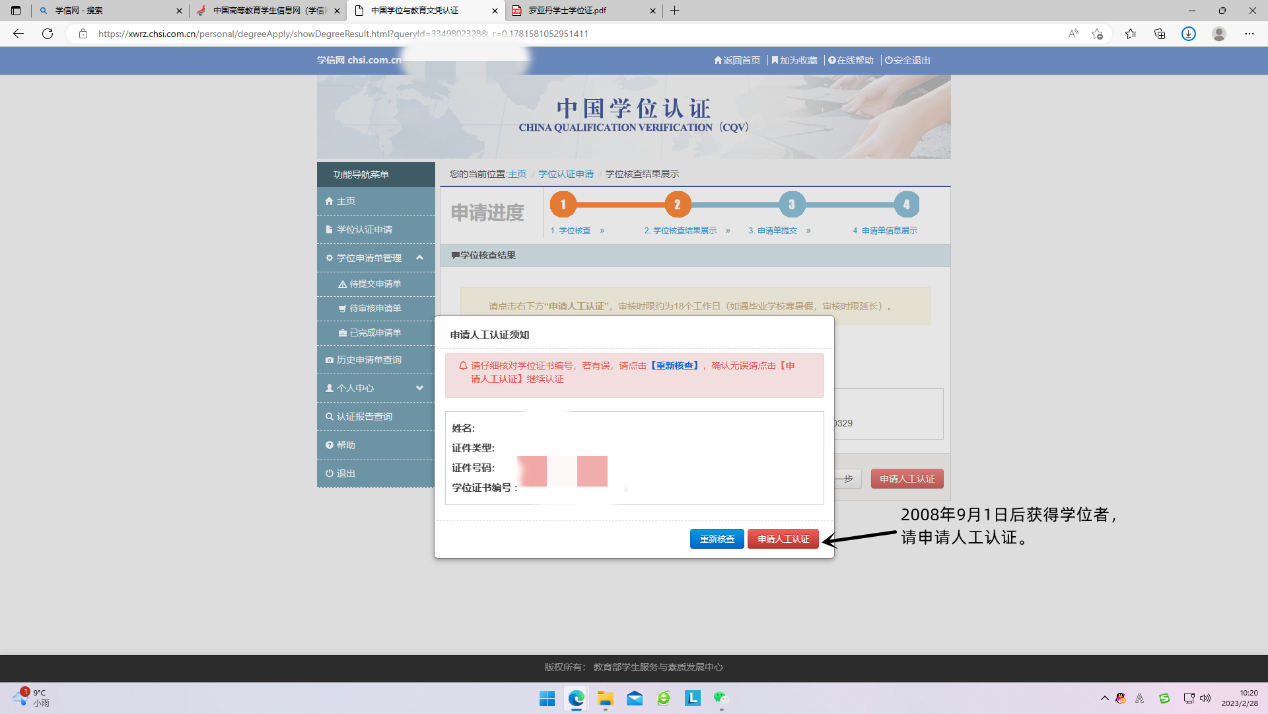 学信网 - 搜索
中国高等教育学生信息网（学信网
中国学位与教育文凭认证
罗亚丹学士学位证.pdf
https://xwrz.chsi.com.cn/personal/degreeApply/showDegreeResult.html?queryId=3349802328&_r=0.1781581052951411
学信网 chsi.com.cn
返回首页 加为收藏 在线帮助 安全退出
中国学位认证
CHINA QUALIFICATION VERIFICATION（CQV）
功能导航菜单
您的当前位置:主页 / 学位认证申请 / 学位核查结果展示
主页
学位认证申请
学位申请单管理
待提交申请单
待审核申请单
已完成申请单
历史申请单查询
个人中心
认证报告查询
帮助
退出
申请进度
1 2 3 4
1. 学位核查 » 2. 学位核查结果展示 » 3. 申请单提交 » 4. 申请单信息展示
学位核查结果
请点击右下方“申请人工认证”，审核时限约为18个工作日（如遇毕业学校寒暑假，审核时限延长）。
申请人工认证须知
请仔细核对学位证书编号，若有误，请点击【重新核查】，确认无误请点击【申
请人工认证】继续认证
姓名:
证件类型:
证件号码:
学位证书编号：
0329
一步 申请人工认证
重新核查 申请人工认证
2008年9月1日后获得学位者，
请申请人工认证。
版权所有： 教育部学生服务与素质发展中心
1
9°C
小雨
10:20
2023/2/28